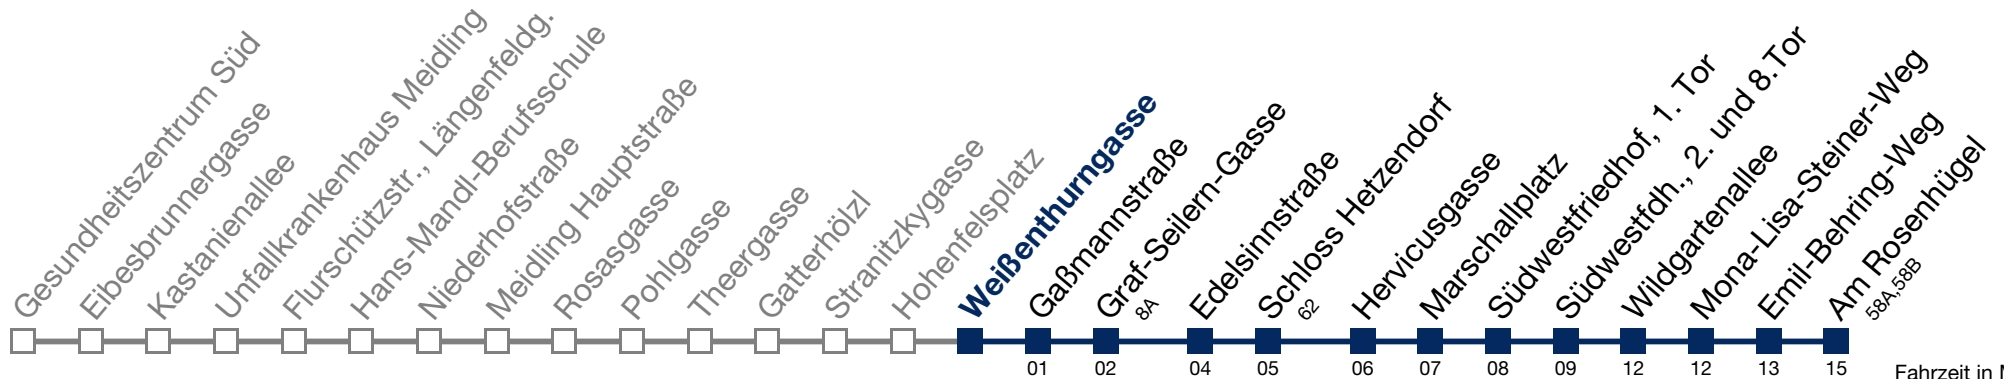 Gesundheitszentrum Süd
Eibesbrunnergasse
Kastanienallee
Unfallkrankenhaus Meidling
Flurschützstr., Längenfeldg.
Hans-Mandl-Berufsschule
Niederhofstraße
Meidling Hauptstraße
Rosasgasse
Pohlgasse
Theergasse
Gatterhölzl
Stranitzkygasse
Hohenfelsplatz
Weißenthurngasse
Gaßmannstraße
Graf-Seilern-Gasse
8A
Edelsinnstraße
Schloss Hetzendorf
62
Hervicusgasse
Marschallplatz
Südwestfriedhof, 1. Tor
Südwestfdh., 2. und 8.Tor
Wildgartenallee
Mona-Lisa-Steiner-Weg
Emil-Behring-Weg
Am Rosenhügel
58A,58B
01 02 04 05 06 07 08 09 12 12 13 15
Fahrzeit in